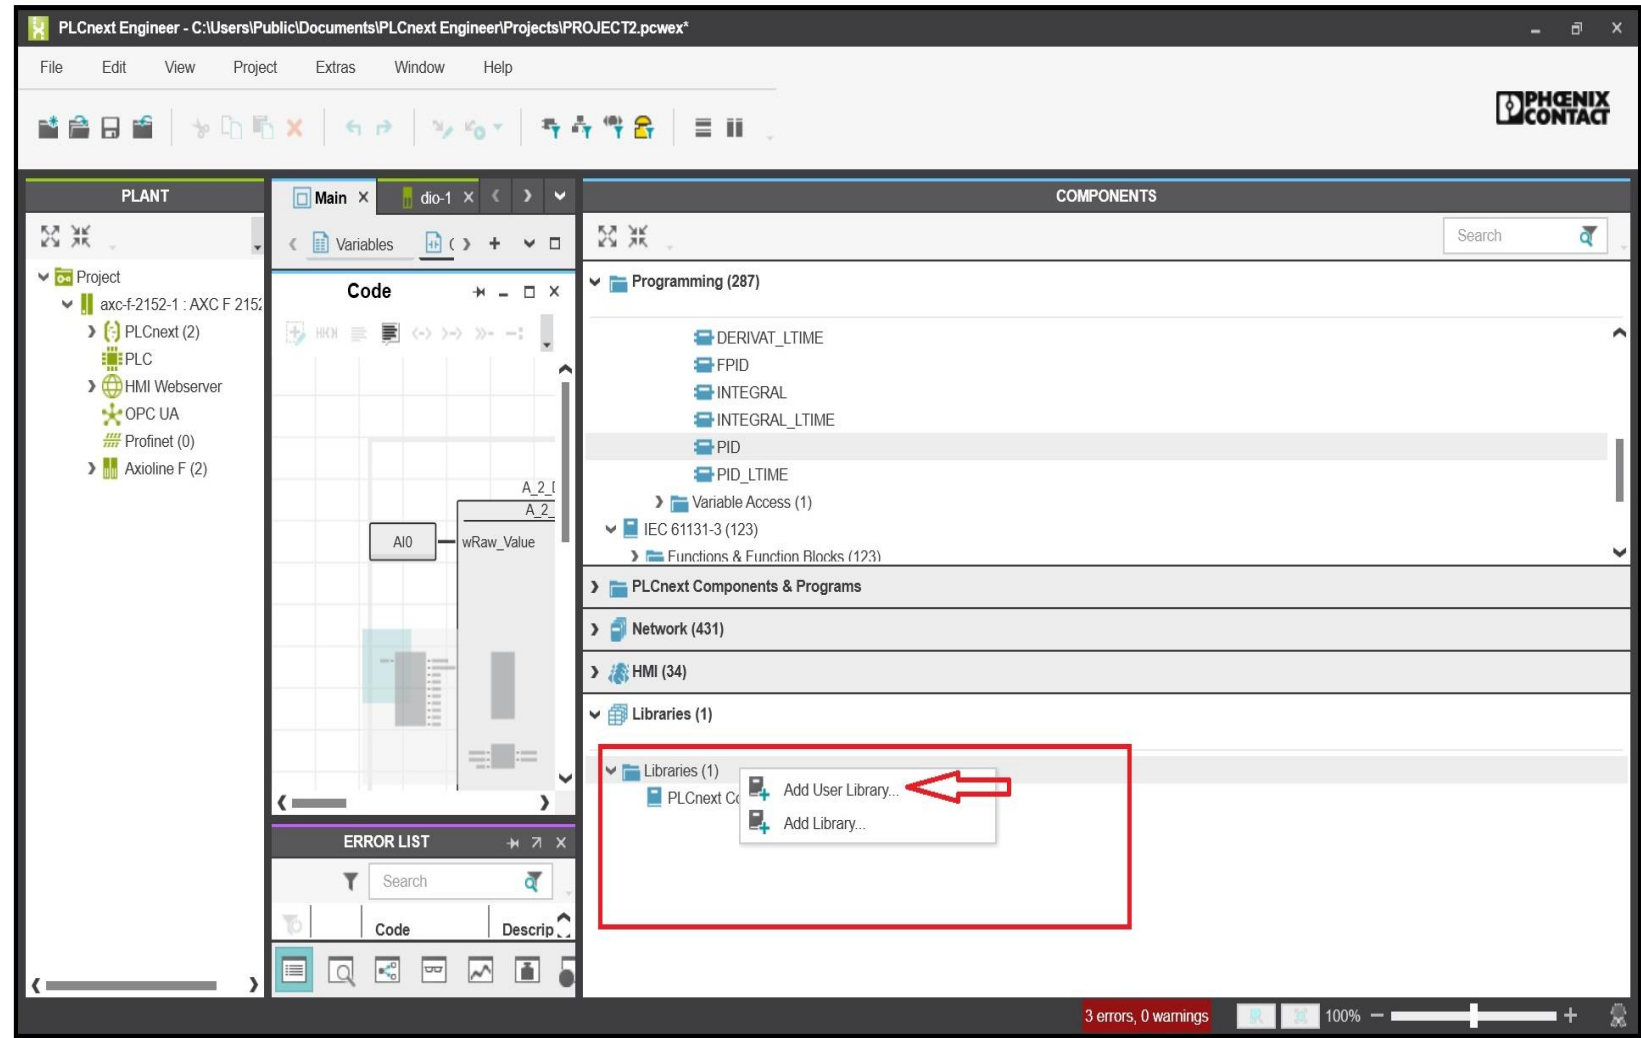 PLCnext Engineer - C:\Users\Public\Documents\PLCnext Engineer\Projects\PROJECT2.pcwex*
File Edit View Project Extras Window Help
PHŒNIX
CONTACT
PLANT
Project
axc-f-2152-1 : AXC F 2152
PLCnext (2)
PLC
HMI Webserver
OPC UA
Profinet (0)
Axioline F (2)
Main
dio-1
Variables
Code
A_2_
A_2_
AI0
wRaw_Value
ERROR LIST
Search
Code
Descrip
COMPONENTS
Search
Programming (287)
DERIVAT_LTIME
FPID
INTEGRAL
INTEGRAL_LTIME
PID
PID_LTIME
Variable Access (1)
IEC 61131-3 (123)
Functions & Function Blocks (123)
PLCnext Components & Programs
Network (431)
HMI (34)
Libraries (1)
Libraries (1)
PLCnext Co
Add User Library...
Add Library...
3 errors, 0 warnings
100%